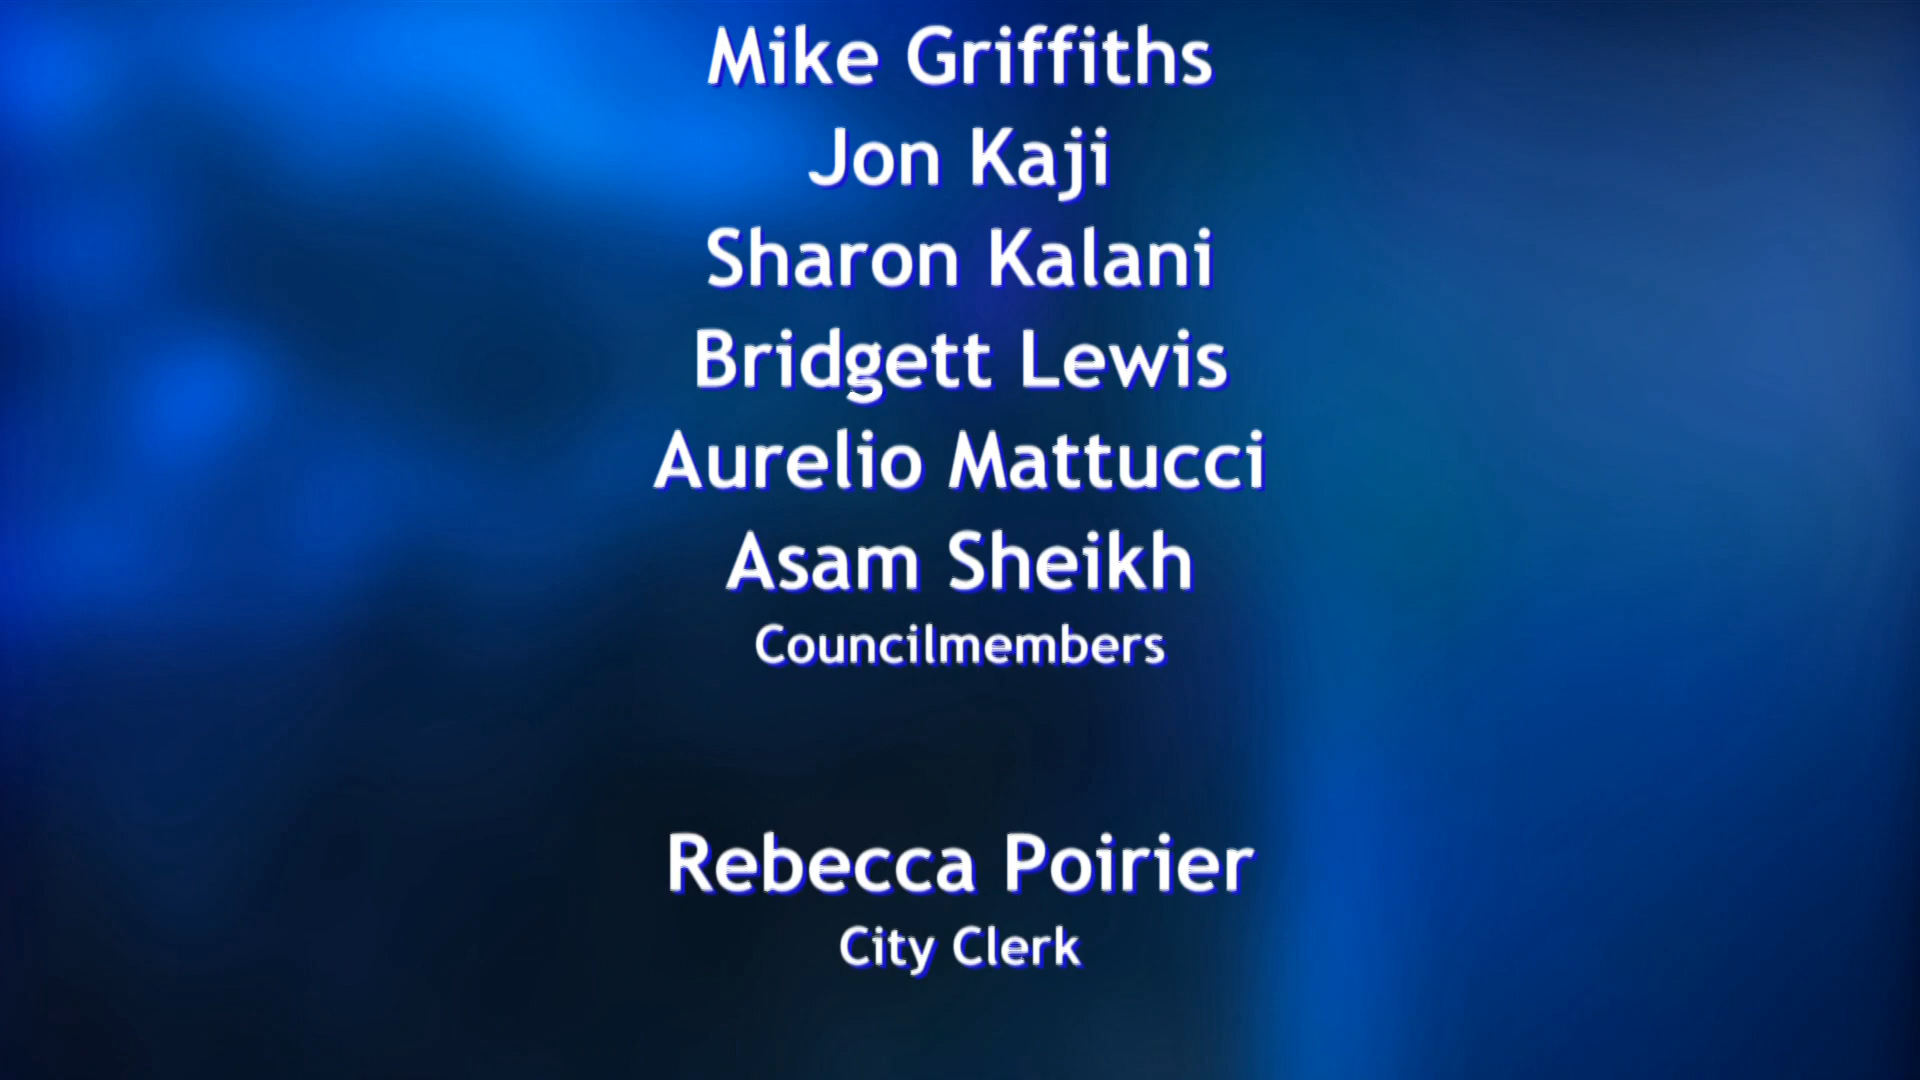 Mike Griffiths
Jon Kaji
Sharon Kalani
Bridgett Lewis
Aurelio Mattucci
Asam Sheikh
Councilmembers
Rebecca Poirier
City Clerk